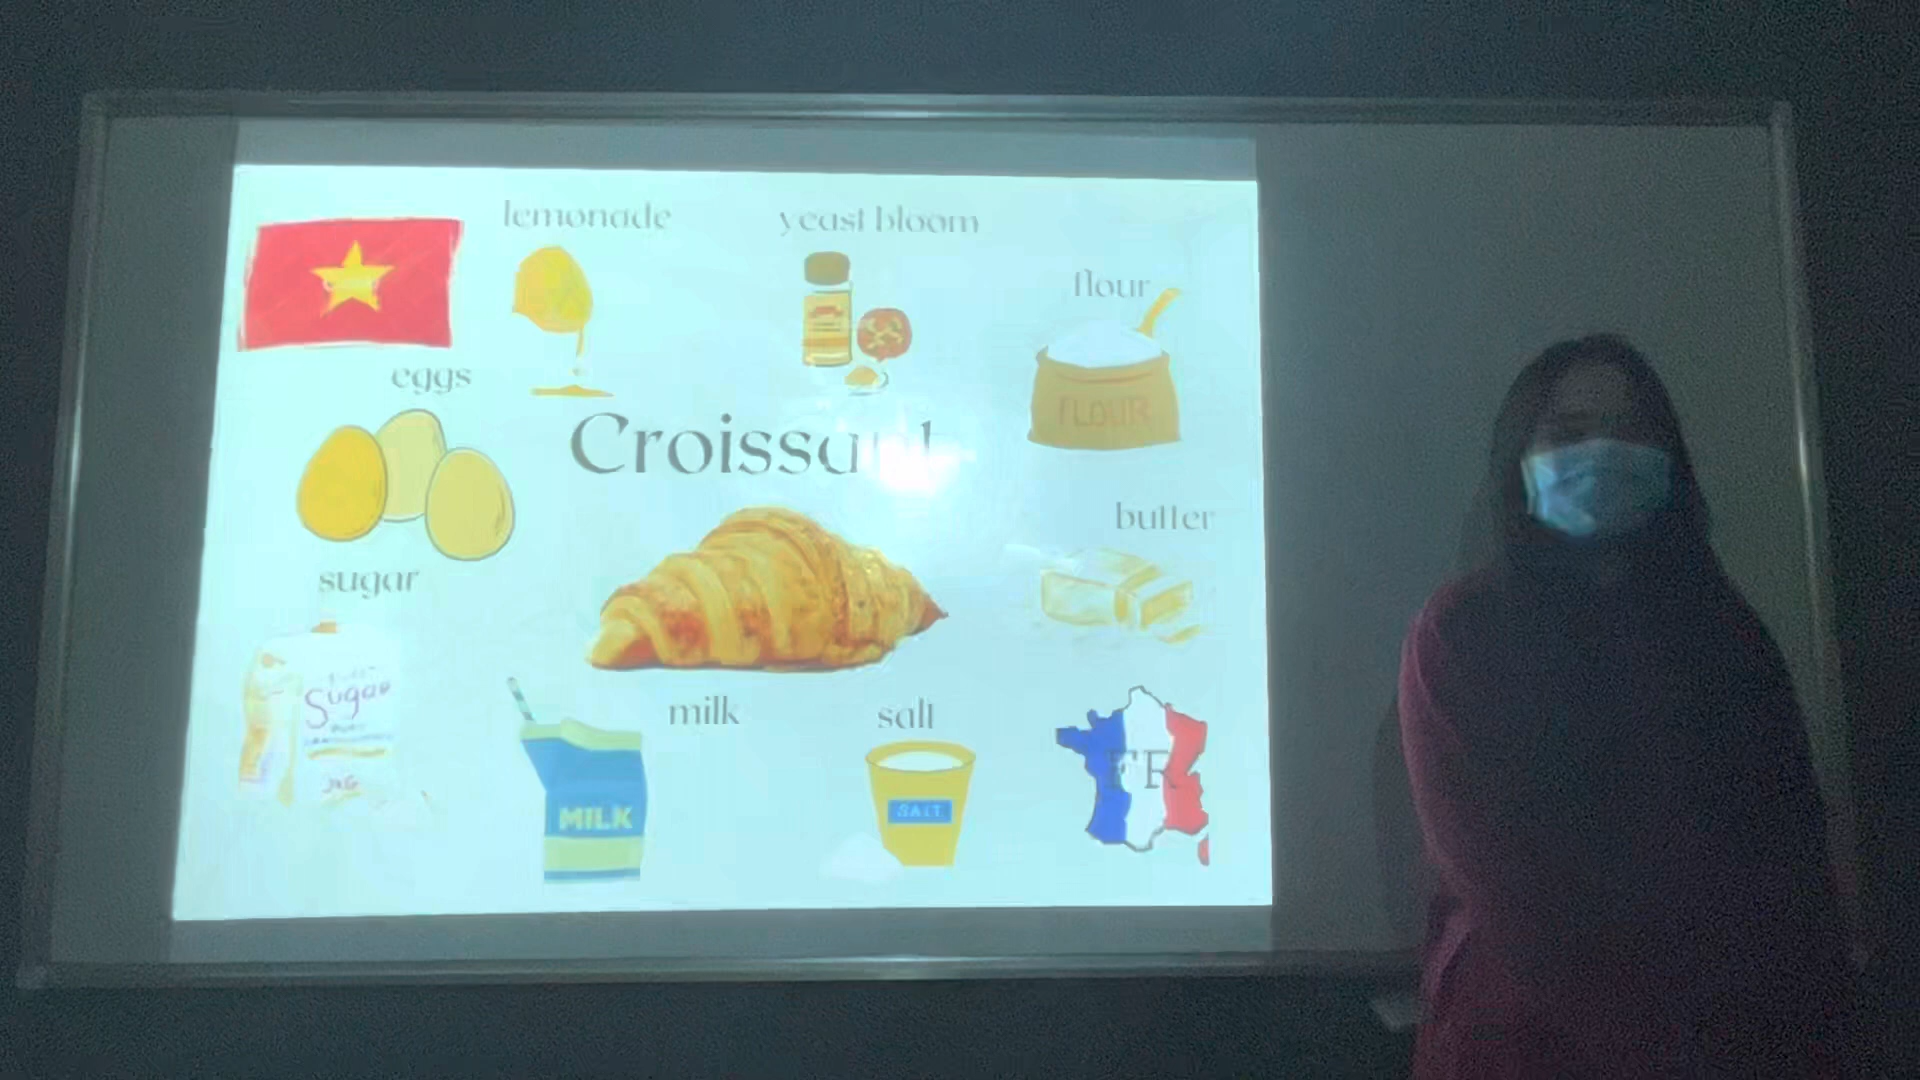 lemonade
yeast bloom
flour
FLOUR
eggs
Croissant
butter
sugar
Sugar
milk
salt
MILK
SALT
FR